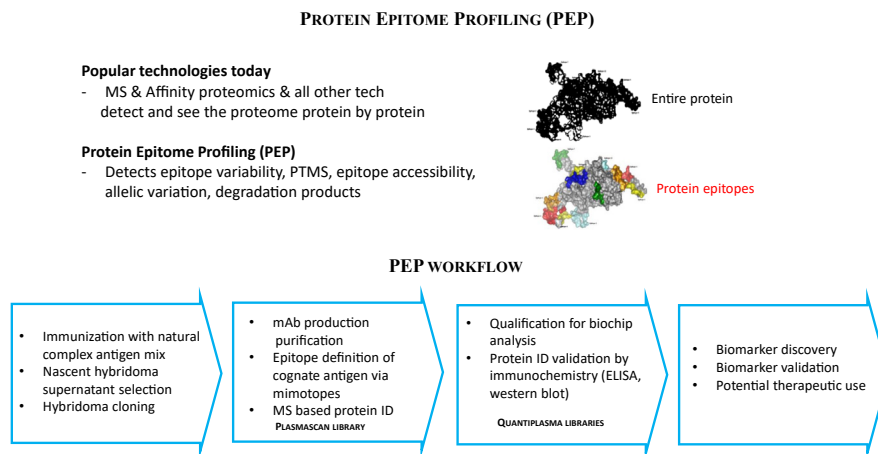 PROTEIN EPITOME PROFILING (PEP)
Popular technologies today
- MS & Affinity proteomics & all other tech
detect and see the proteome protein by protein
Entire protein
Protein Epitome Profiling (PEP)
- Detects epitope variability, PTMS, epitope accessibility,
allelic variation, degradation products
Protein epitopes
PEP WORKFLOW
• Immunization with natural
complex antigen mix
• Nascent hybridoma
supernatant selection
• Hybridoma cloning
• mAb production
purification
• Epitope definition of
cognate antigen via
mimotopes
• MS based protein ID
PLASMASCAN LIBRARY
• Qualification for biochip
analysis
• Protein ID validation by
immunochemistry (ELISA,
western blot)
QUANTIPLASMA LIBRARIES
• Biomarker discovery
• Biomarker validation
• Potential therapeutic use